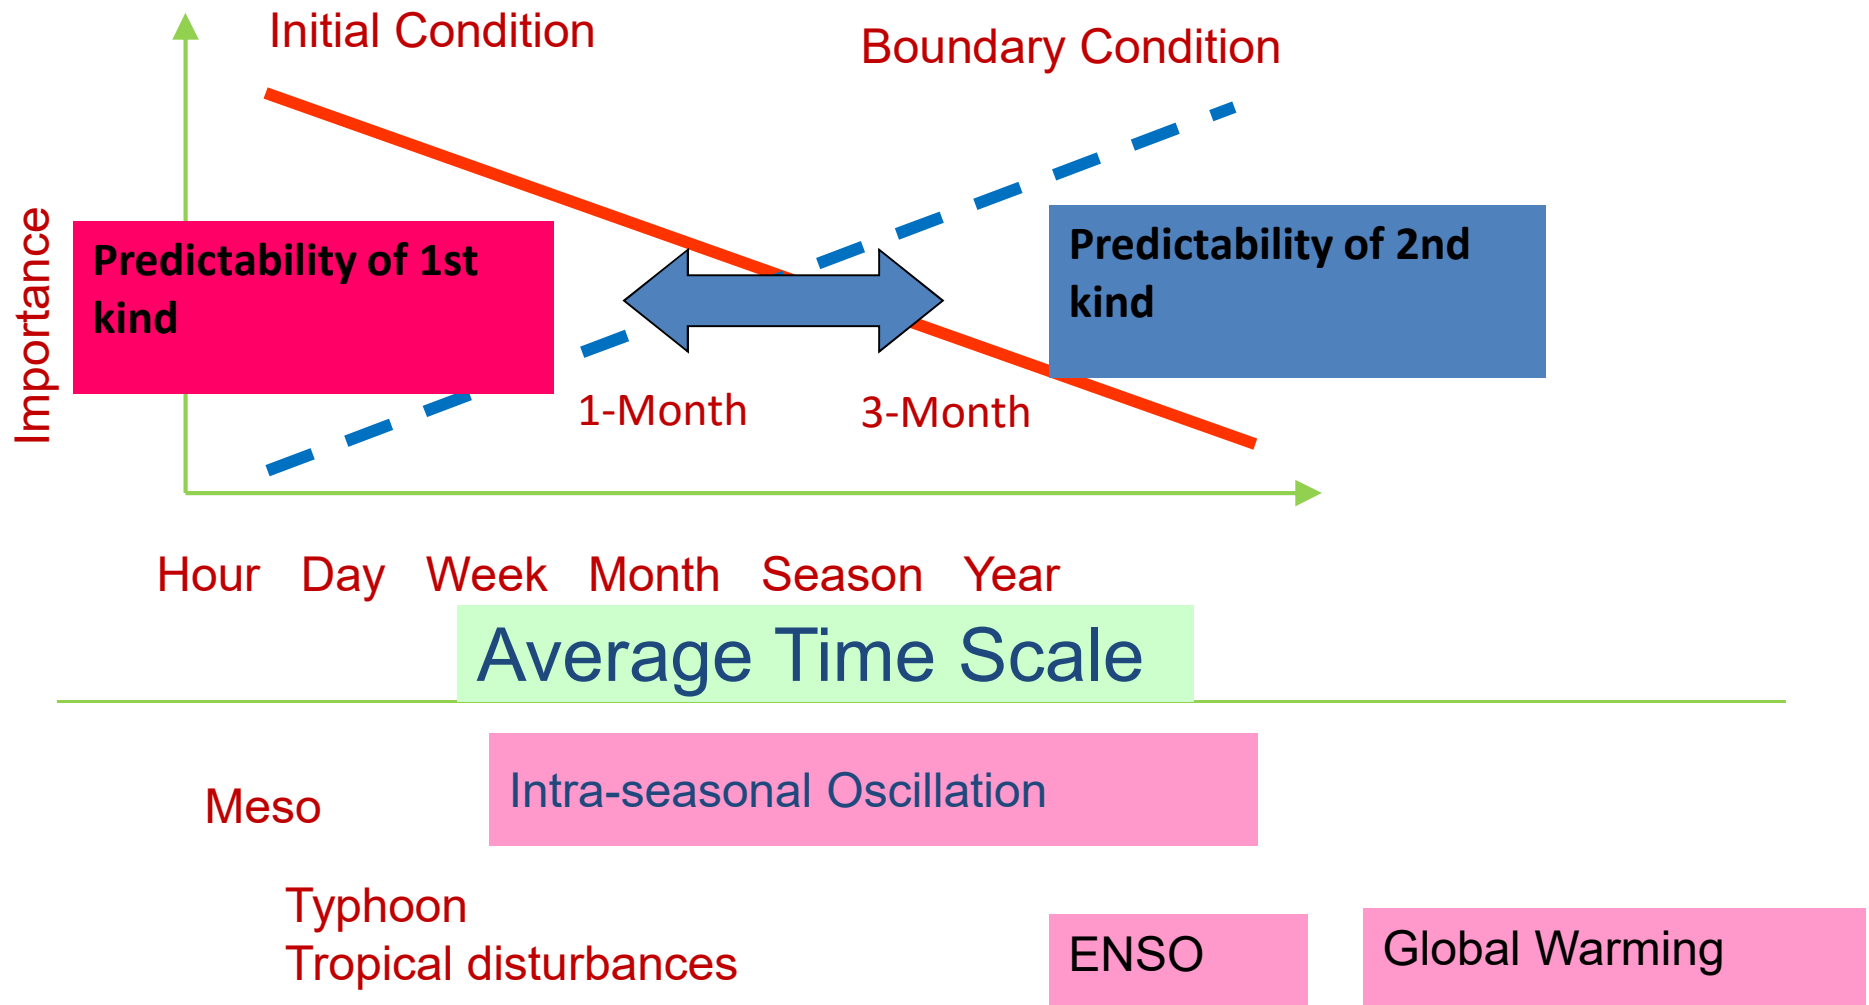 Initial Condition
Boundary Condition
Importance
Predictability of 1st
kind
Predictability of 2nd
kind
1-Month
3-Month
Hour Day Week Month Season Year
Average Time Scale
Intra-seasonal Oscillation
Meso
Typhoon
Tropical disturbances
ENSO
Global Warming